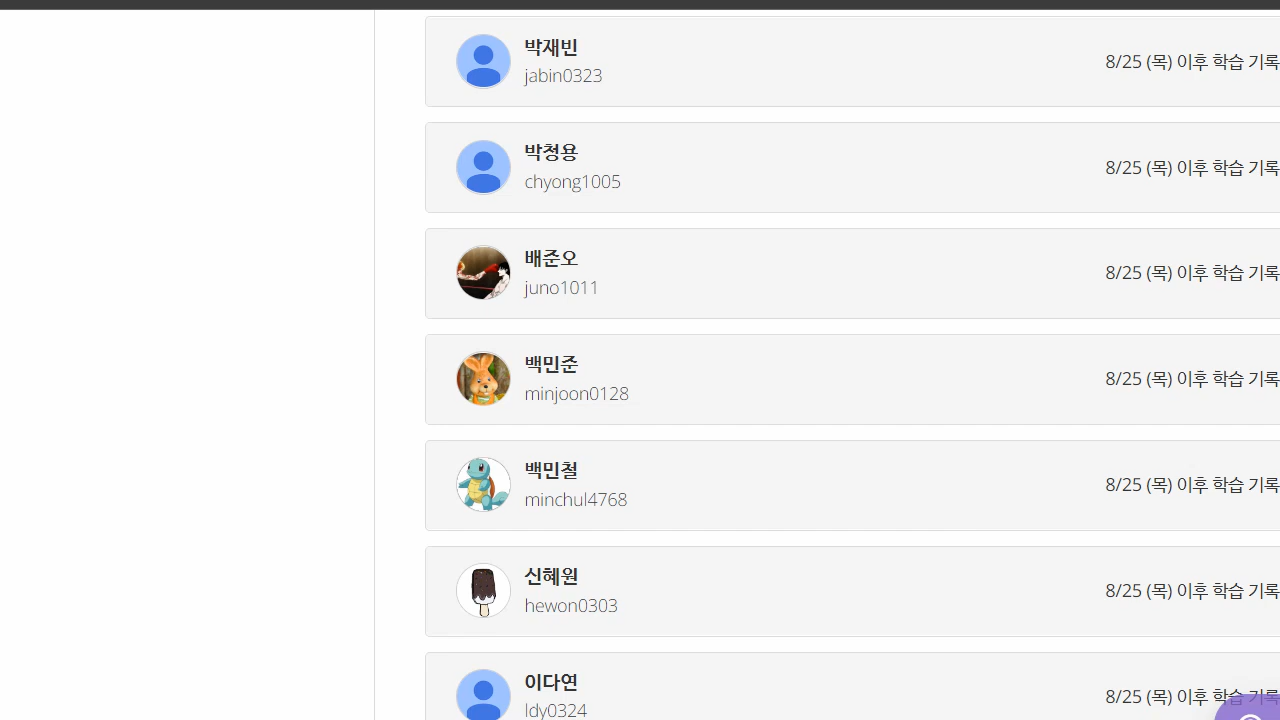 박재빈
jabin0323
8/25 (목) 이후 학습 기록
박청용
chyong1005
8/25 (목) 이후 학습 기록
배준오
juno1011
8/25 (목) 이후 학습 기록
백민준
minjoon0128
8/25 (목) 이후 학습 기록
백민철
minchul4768
8/25 (목) 이후 학습 기록
신혜원
hewon0303
8/25 (목) 이후 학습 기록
이다연
ldy0324
8/25 (목) 이후 학습 기록